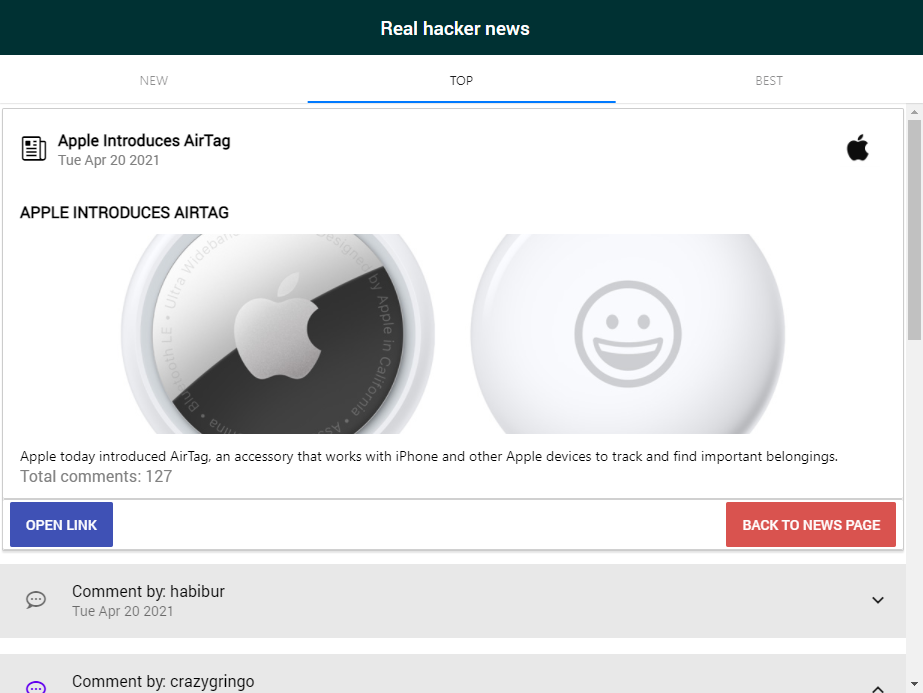 Real hacker news
NEW
TOP
BEST
Apple Introduces AirTag
Tue Apr 20 2021
APPLE INTRODUCES AIRTAG
Ultra Wideband
Designed by Apple in California
Bluetooth LE
Apple today introduced AirTag, an accessory that works with iPhone and other Apple devices to track and find important belongings.
Total comments: 127
OPEN LINK
BACK TO NEWS PAGE
Comment by: habibur
Tue Apr 20 2021
Comment by: crazygringo